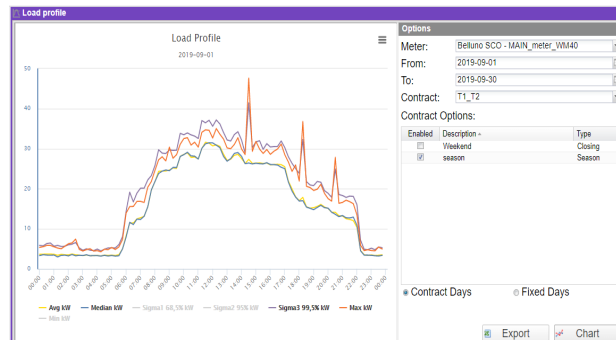 Load profile
Load Profile
2019-09-01
50
40
30
20
10
0
00:00 01:00 02:00 03:00 04:00 05:00 06:00 07:00 08:00 09:00 10:00 11:00 12:00 13:00 14:00 15:00 16:00 17:00 18:00 19:00 20:00 21:00 22:00 23:00 00:00
Avg kW Median kW Sigma1 68,5% kW Sigma2 95% kW Sigma3 99,5% kW Max kW
Min kW
Options
Meter: Belluno SCO - MAIN_meter_WM40
From: 2019-09-01
To: 2019-09-30
Contract: T1_T2
Contract Options:
Enabled Description Type
Weekend Closing
season Season
Contract Days Fixed Days
Export Chart